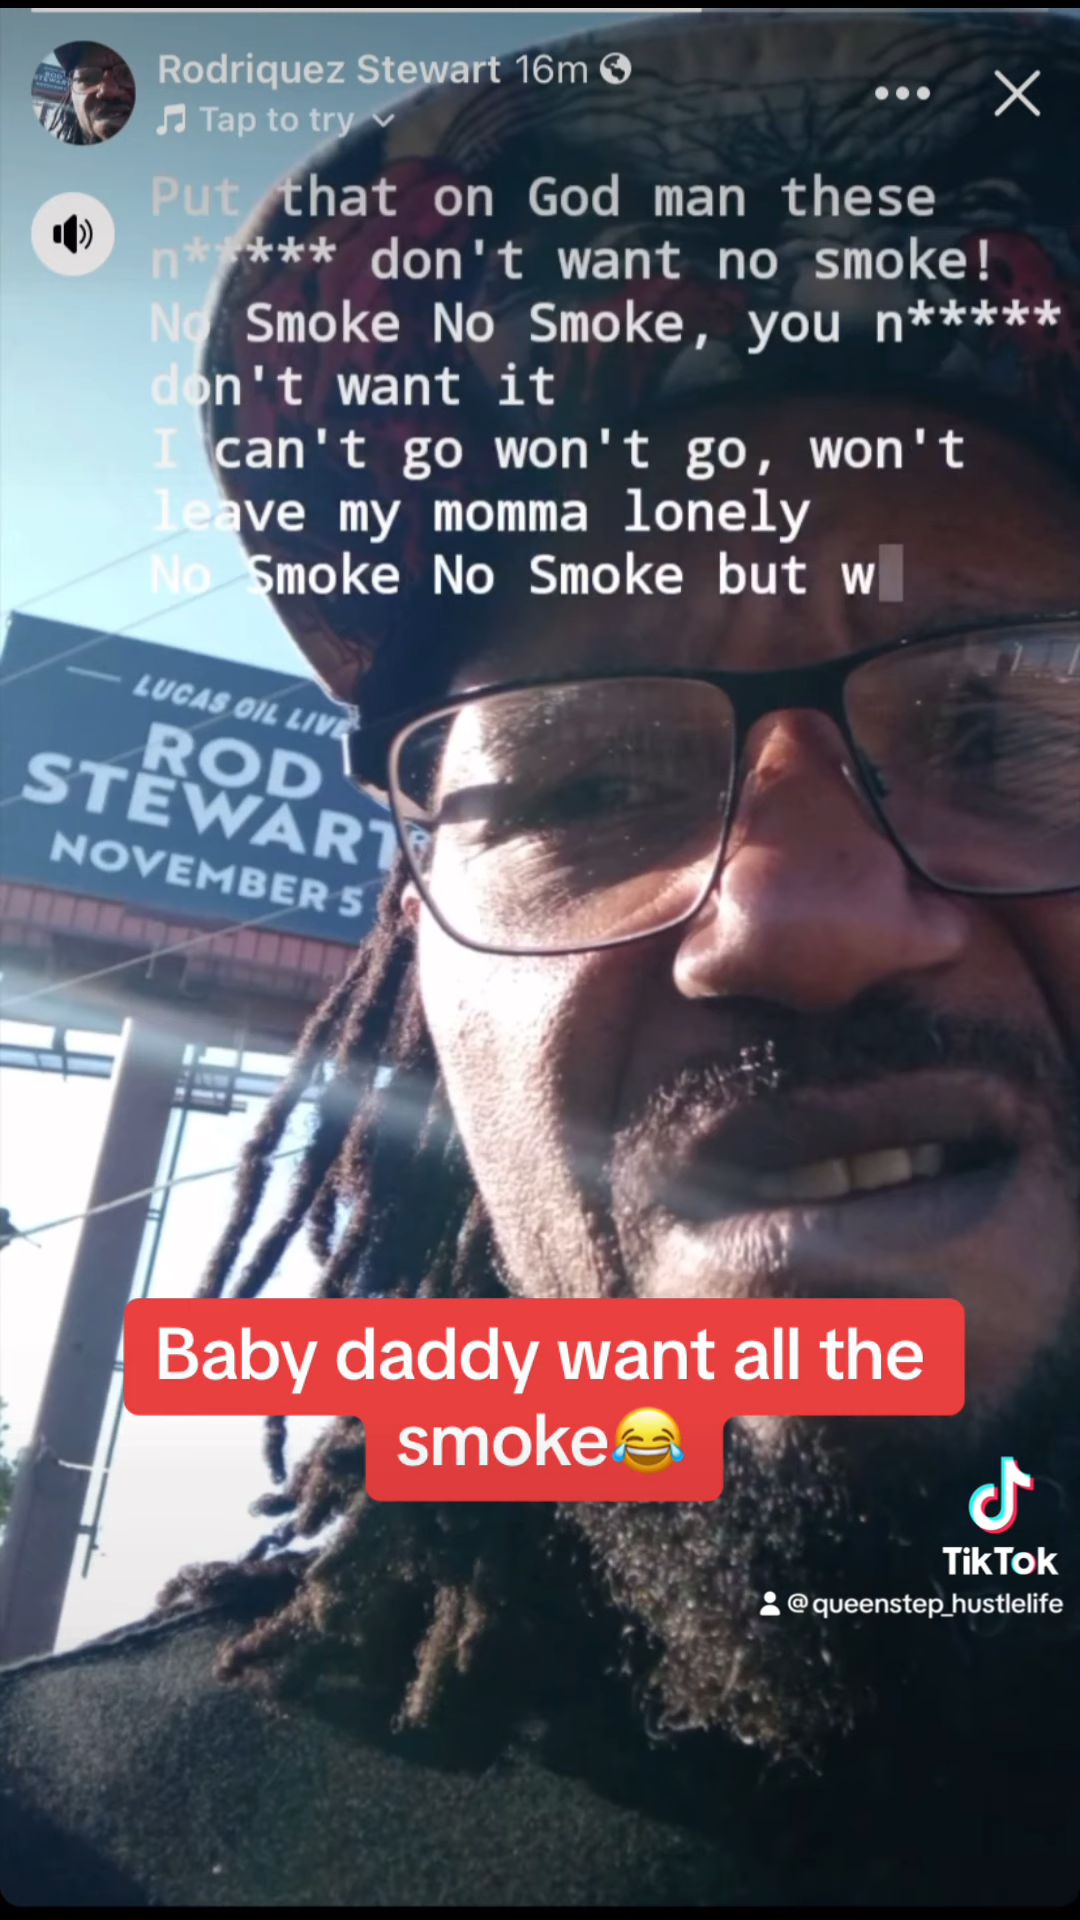 Rodriquez Stewart 16m
Tap to try
Put that on God man these
n***** don't want no smoke!
No Smoke No Smoke, you n*****
don't want it
I can't go won't go, won't
leave my momma lonely
No Smoke No Smoke but w
LUCAS OIL LIVE
ROD
STEWART
NOVEMBER 5
Baby daddy want all the
smoke😂
TikTok
@queenstep_hustlelife